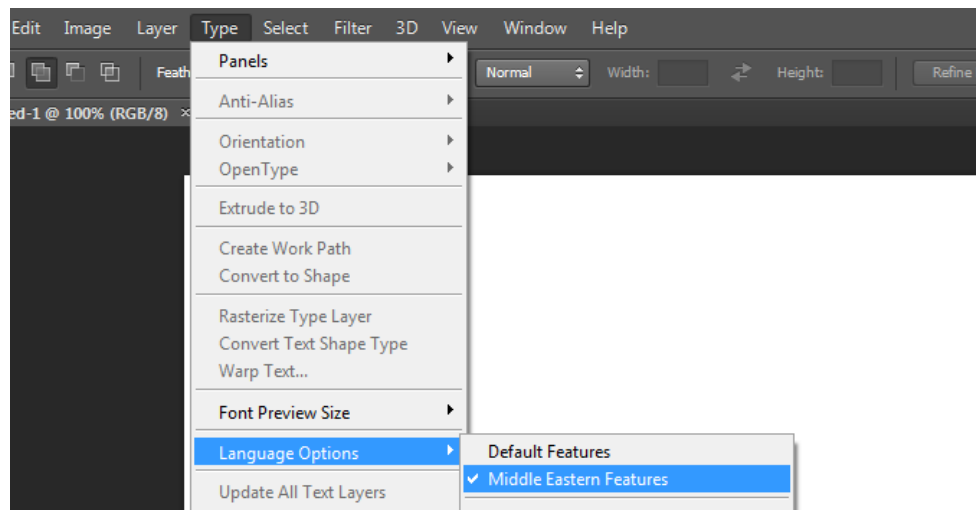 Edit Image Layer Type Select Filter 3D View Window Help
Feath Normal Width: Height: Refine
ed-1 @ 100% (RGB/8) ×
Panels
Anti-Alias
Orientation
OpenType
Extrude to 3D
Create Work Path
Convert to Shape
Rasterize Type Layer
Convert Text Shape Type
Warp Text...
Font Preview Size
Language Options
Default Features
Middle Eastern Features
Update All Text Layers